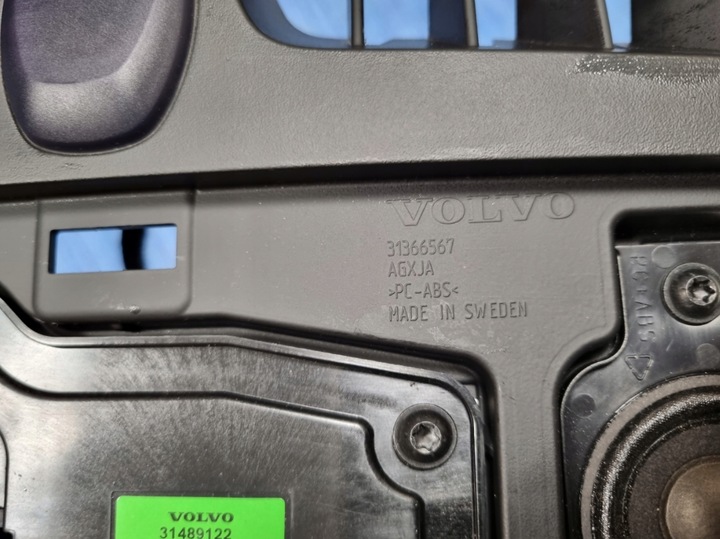 VOLVO
31366567
AGXJA
>PC-ABS<
MADE IN SWEDEN
VOLVO
31489122